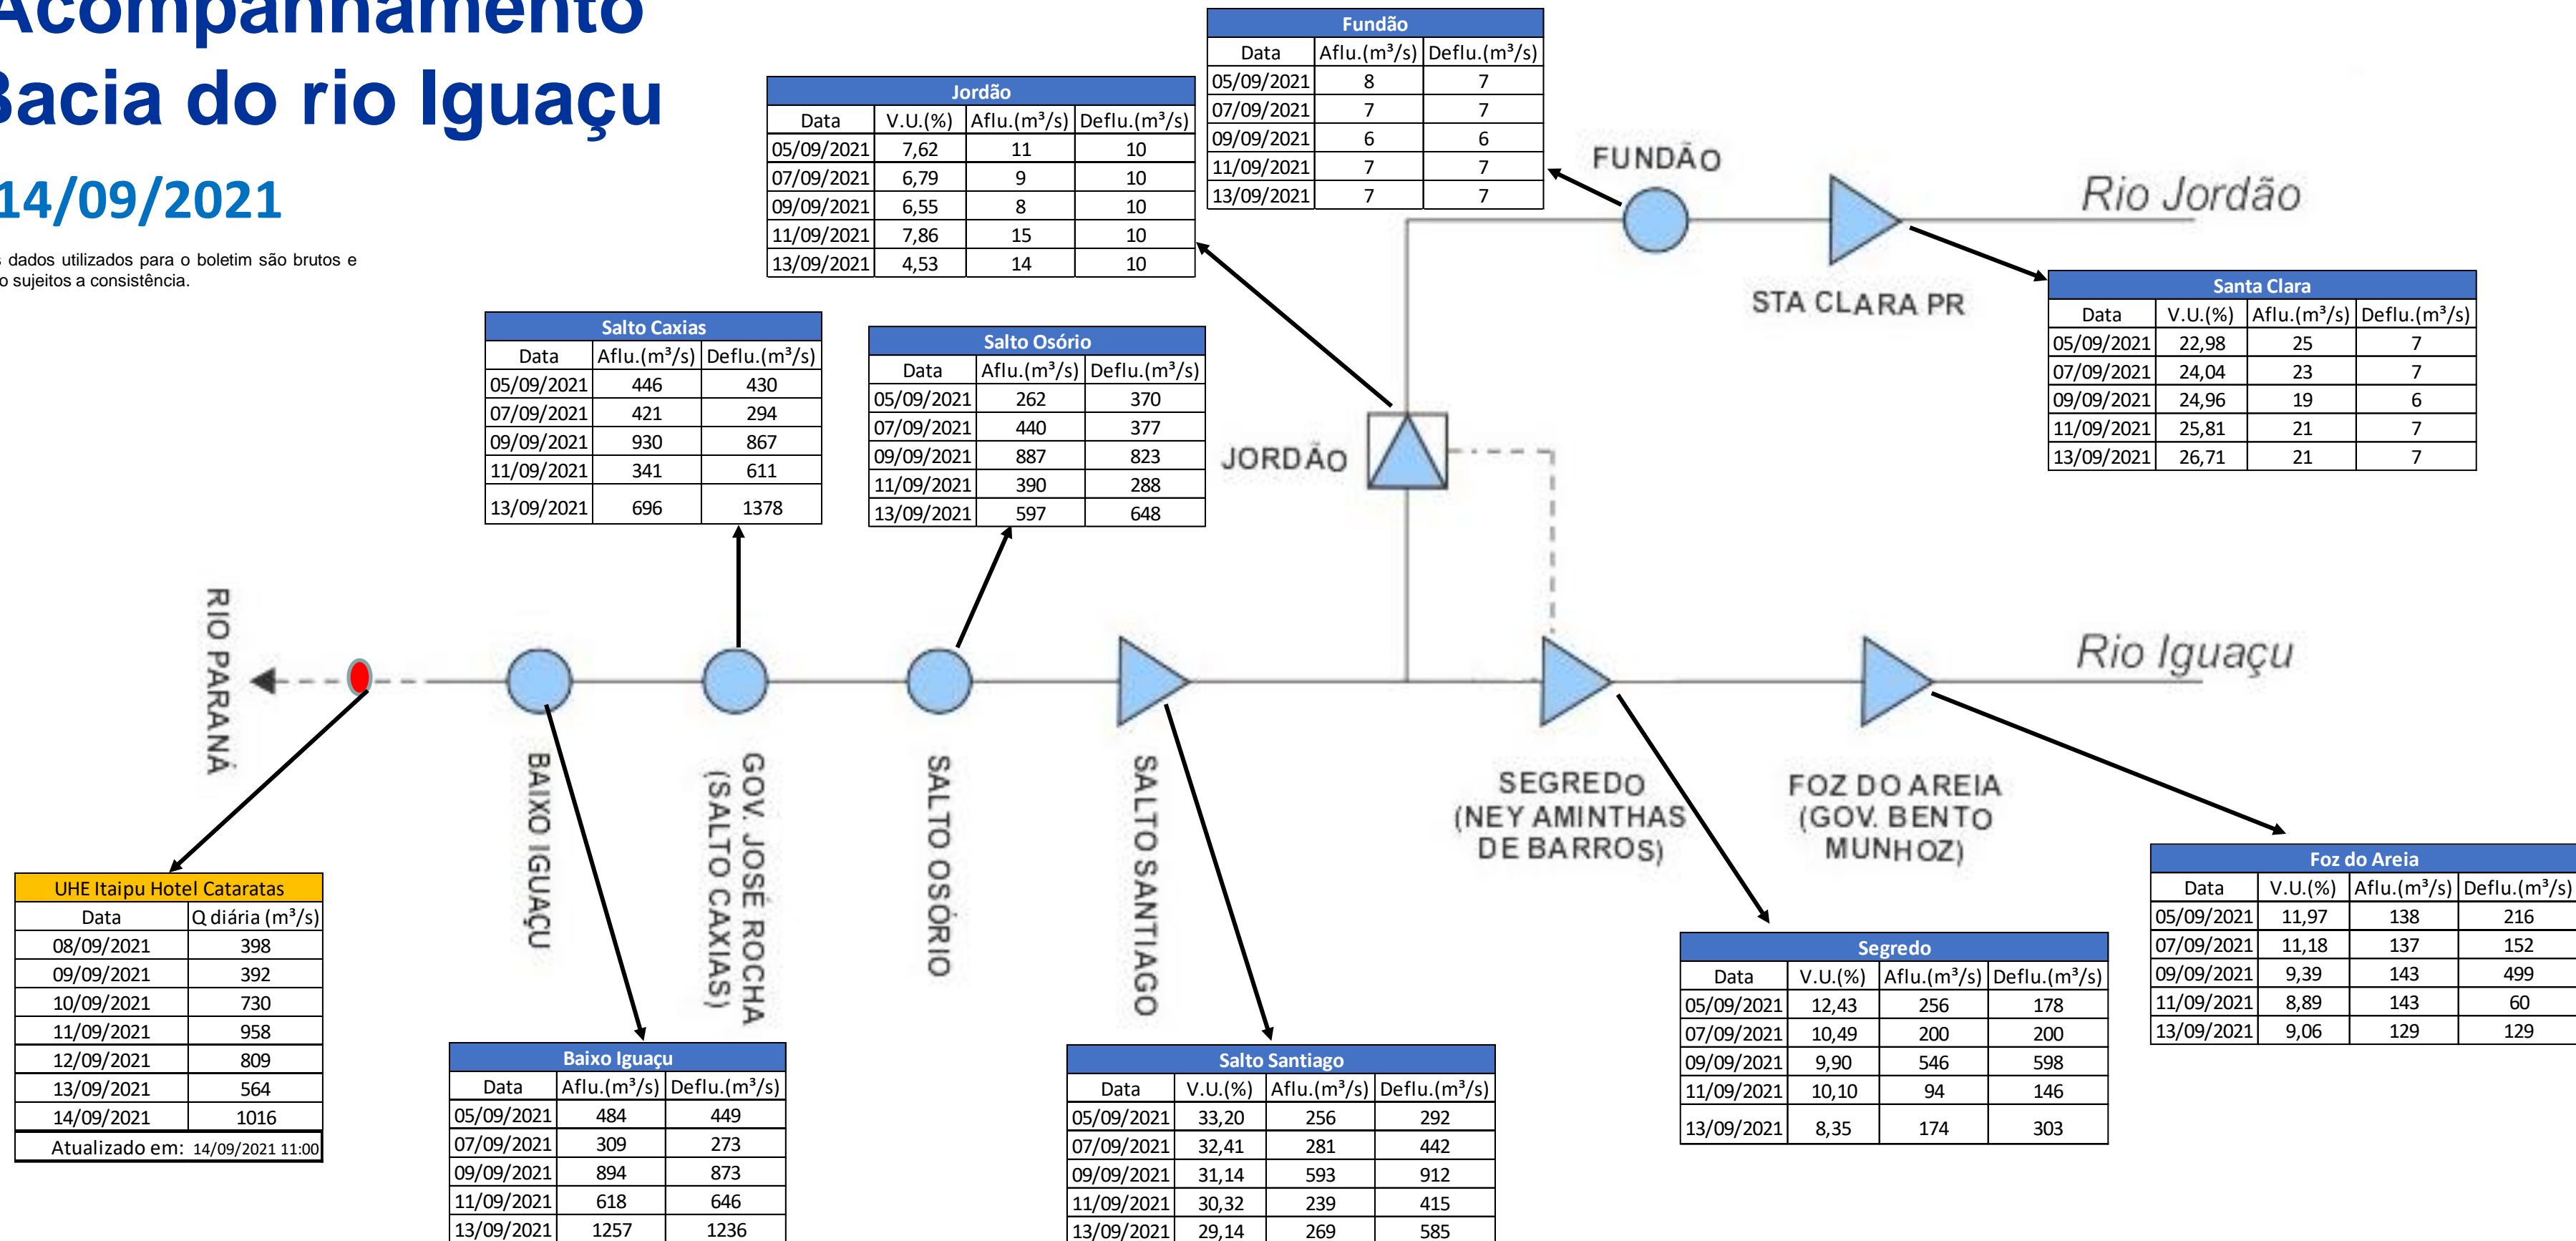 Acompanhamento
Bacia do rio Iguaçu
14/09/2021
dados utilizados para o boletim são brutos e
sujeitos a consistência.
Fundão
Data Aflu.(m³/s) Deflu.(m³/s)
05/09/2021 8 7
07/09/2021 7 7
09/09/2021 6 6
11/09/2021 7 7
13/09/2021 7 7
Jordão
Data V.U.(%) Aflu.(m³/s) Deflu.(m³/s)
05/09/2021 7,62 11 10
07/09/2021 6,79 9 10
09/09/2021 6,55 8 10
11/09/2021 7,86 15 10
13/09/2021 4,53 14 10
FUNDÃO
Rio Jordão
STA CLARA PR
Santa Clara
Data V.U.(%) Aflu.(m³/s) Deflu.(m³/s)
05/09/2021 22,98 25 7
07/09/2021 24,04 23 7
09/09/2021 24,96 19 6
11/09/2021 25,81 21 7
13/09/2021 26,71 21 7
Salto Caxias
Data Aflu.(m³/s) Deflu.(m³/s)
05/09/2021 446 430
07/09/2021 421 294
09/09/2021 930 867
11/09/2021 341 611
13/09/2021 696 1378
Salto Osório
Data Aflu.(m³/s) Deflu.(m³/s)
05/09/2021 262 370
07/09/2021 440 377
09/09/2021 887 823
11/09/2021 390 288
13/09/2021 597 648
JORDÃO
RIO PARANÁ
Rio Iguaçu
BAIXO IGUAÇU
GOV. JOSÉ ROCHA
(SALTO CAXIAS)
SALTO OSÓRIO
SALTO SANTIAGO
SEGREDO
(NEY AMINTHAS
DE BARROS)
FOZ DO AREIA
(GOV. BENTO
MUNHOZ)
UHE Itaipu Hotel Cataratas
Data Q diária (m³/s)
08/09/2021 398
09/09/2021 392
10/09/2021 730
11/09/2021 958
12/09/2021 809
13/09/2021 564
14/09/2021 1016
Atualizado em: 14/09/2021 11:00
Baixo Iguaçu
Data Aflu.(m³/s) Deflu.(m³/s)
05/09/2021 484 449
07/09/2021 309 273
09/09/2021 894 873
11/09/2021 618 646
13/09/2021 1257 1236
Salto Santiago
Data V.U.(%) Aflu.(m³/s) Deflu.(m³/s)
05/09/2021 33,20 256 292
07/09/2021 32,41 281 442
09/09/2021 31,14 593 912
11/09/2021 30,32 239 415
13/09/2021 29,14 269 585
Segredo
Data V.U.(%) Aflu.(m³/s) Deflu.(m³/s)
05/09/2021 12,43 256 178
07/09/2021 10,49 200 200
09/09/2021 9,90 546 598
11/09/2021 10,10 94 146
13/09/2021 8,35 174 303
Foz do Areia
Data V.U.(%) Aflu.(m³/s) Deflu.(m³/s)
05/09/2021 11,97 138 216
07/09/2021 11,18 137 152
09/09/2021 9,39 143 499
11/09/2021 8,89 143 60
13/09/2021 9,06 129 129